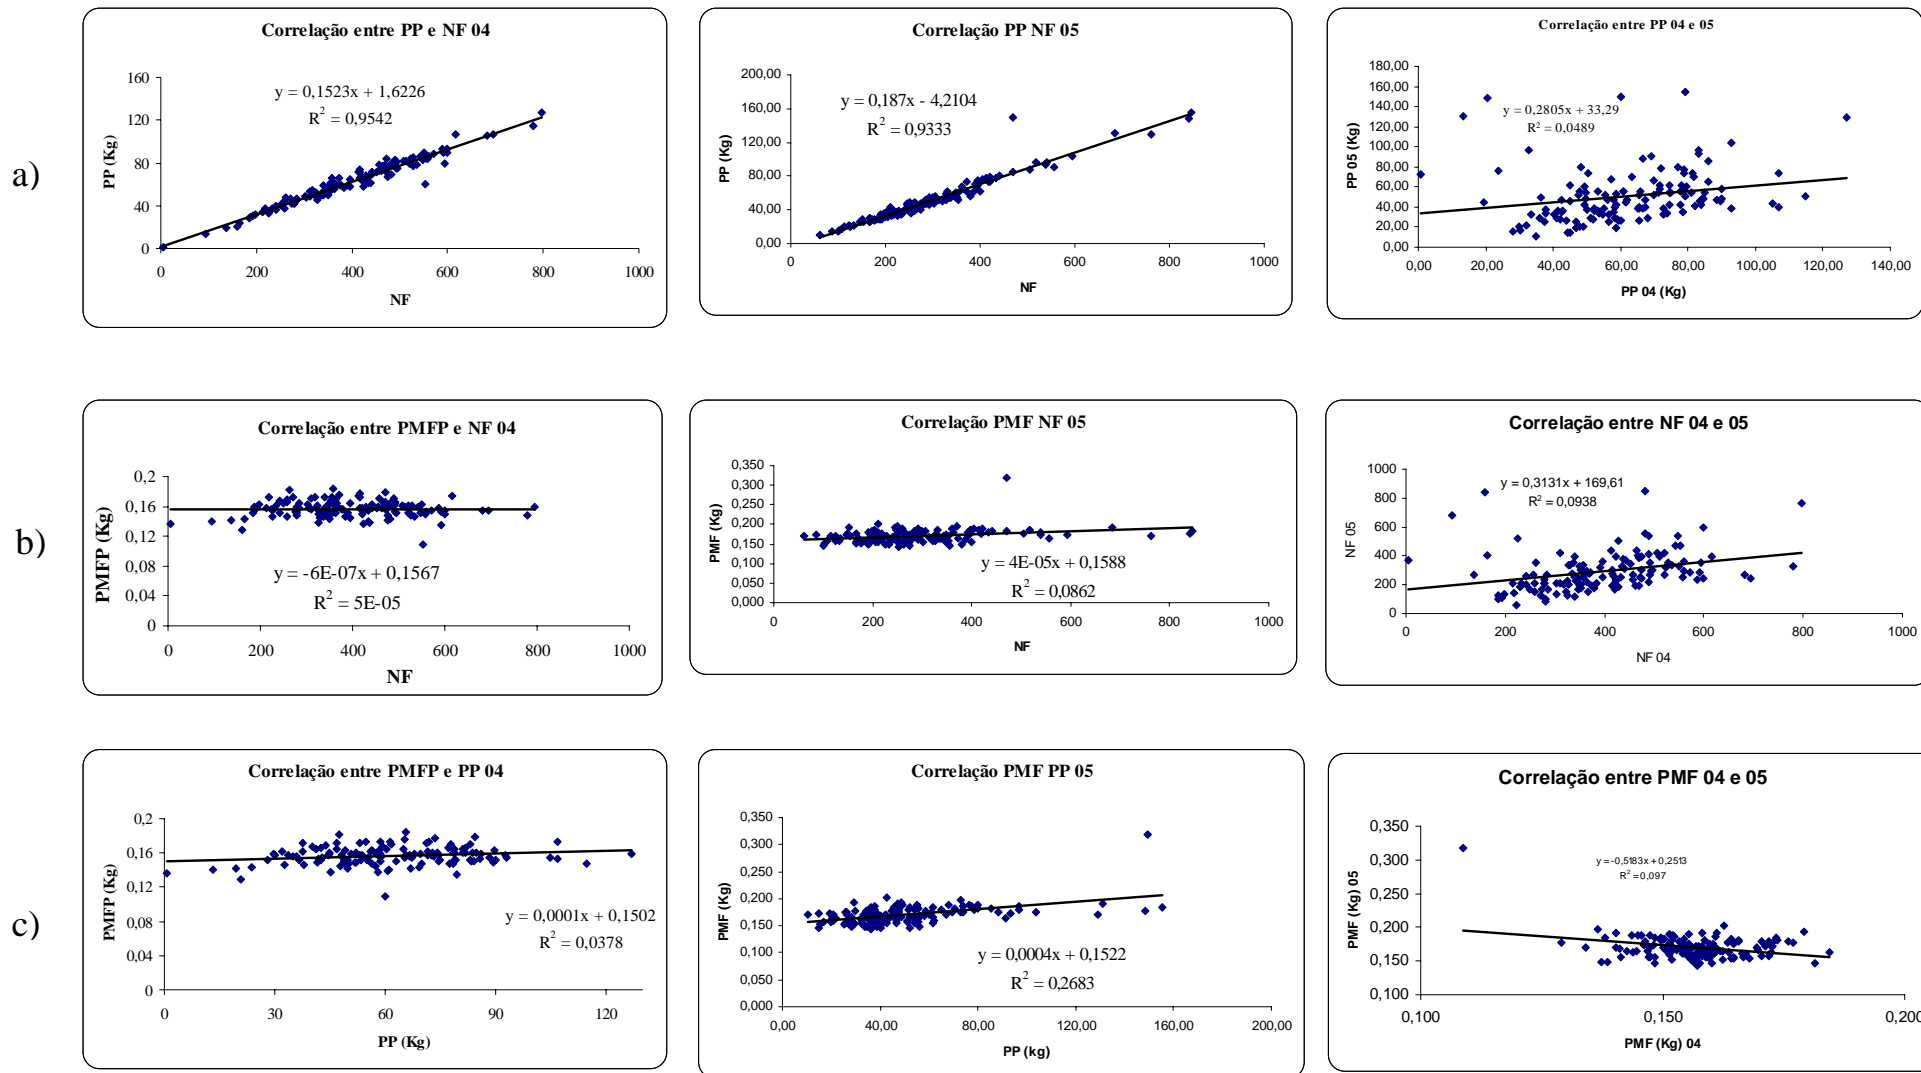 a)
Correlação entre PP e NF 04
y = 0,1523x + 1,6226
R2 = 0,9542
PP (Kg)
160
120
80
40
0
0 200 400 600 800 1000
NF
Correlação PP NF 05
y = 0,187x - 4,2104
R2 = 0,9333
PP (Kg)
200,00
160,00
120,00
80,00
40,00
0,00
0 200 400 600 800 1000
NF
Correlação entre PP 04 e 05
y = 0,2805x + 33,29
R2 = 0,0489
PP 05 (Kg)
180,00
160,00
140,00
120,00
100,00
80,00
60,00
40,00
20,00
0,00
0,00 20,00 40,00 60,00 80,00 100,00 120,00 140,00
PP 04 (Kg)
b)
Correlação entre PMFP e NF 04
PMFP (Kg)
0,2
0,16
0,12
0,08
0,04
0
y = -6E-07x + 0,1567
R2 = 5E-05
0 200 400 600 800 1000
NF
Correlação PMF NF 05
PMF (Kg)
0,350
0,300
0,250
0,200
0,150
0,100
0,050
0,000
y = 4E-05x + 0,1588
R2 = 0,0862
0 200 400 600 800 1000
NF
Correlação entre NF 04 e 05
y = 0,3131x + 169,61
R2 = 0,0938
NF 05
1000
800
600
400
200
0
0 200 400 600 800 1000
NF 04
c)
Correlação entre PMFP e PP 04
PMFP (Kg)
0,2
0,16
0,12
0,08
0,04
0
y = 0,0001x + 0,1502
R2 = 0,0378
0 30 60 90 120
PP (Kg)
Correlação PMF PP 05
PMF (Kg)
0,350
0,300
0,250
0,200
0,150
0,100
0,050
0,000
y = 0,0004x + 0,1522
R2 = 0,2683
0,00 40,00 80,00 120,00 160,00 200,00
PP (kg)
Correlação entre PMF 04 e 05
y = -0,5183x + 0,2513
R2 = 0,097
PMF (Kg) 05
0,350
0,300
0,250
0,200
0,150
0,100
0,100 0,150 0,200
PMF (Kg) 04